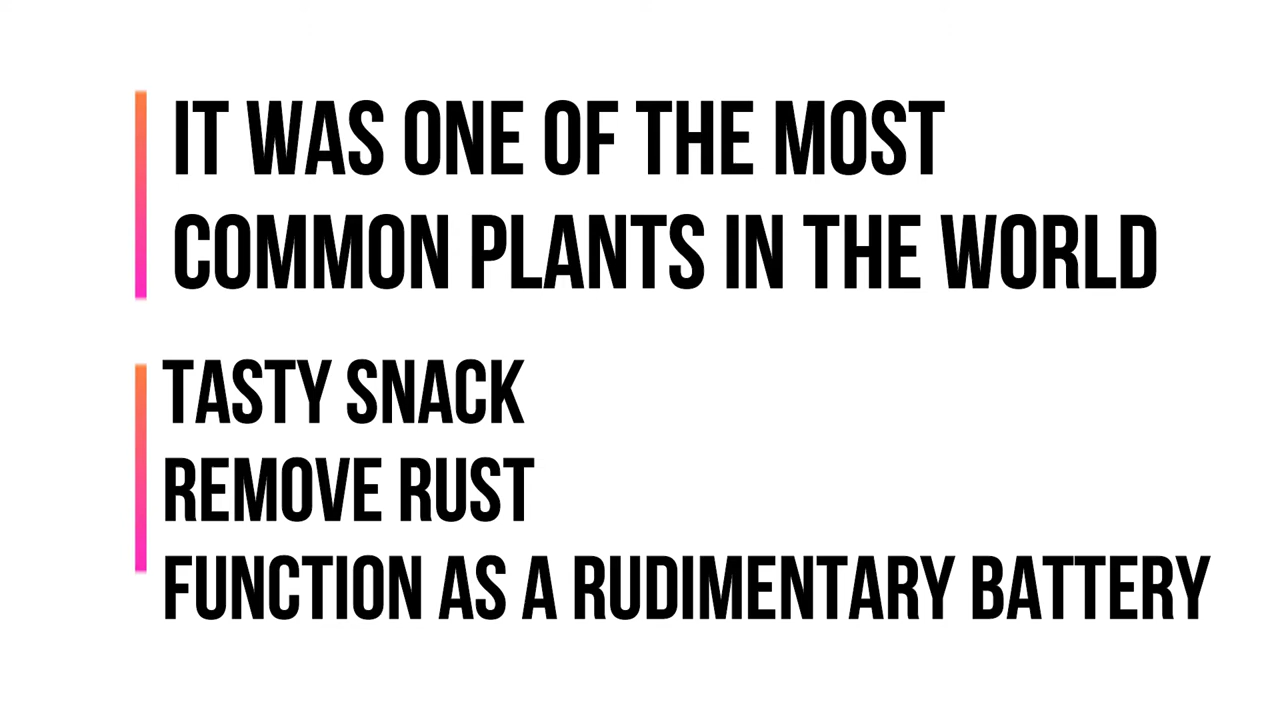 IT WAS ONE OF THE MOST
COMMON PLANTS IN THE WORLD
TASTY SNACK
REMOVE RUST
FUNCTION AS A RUDIMENTARY BATTERY